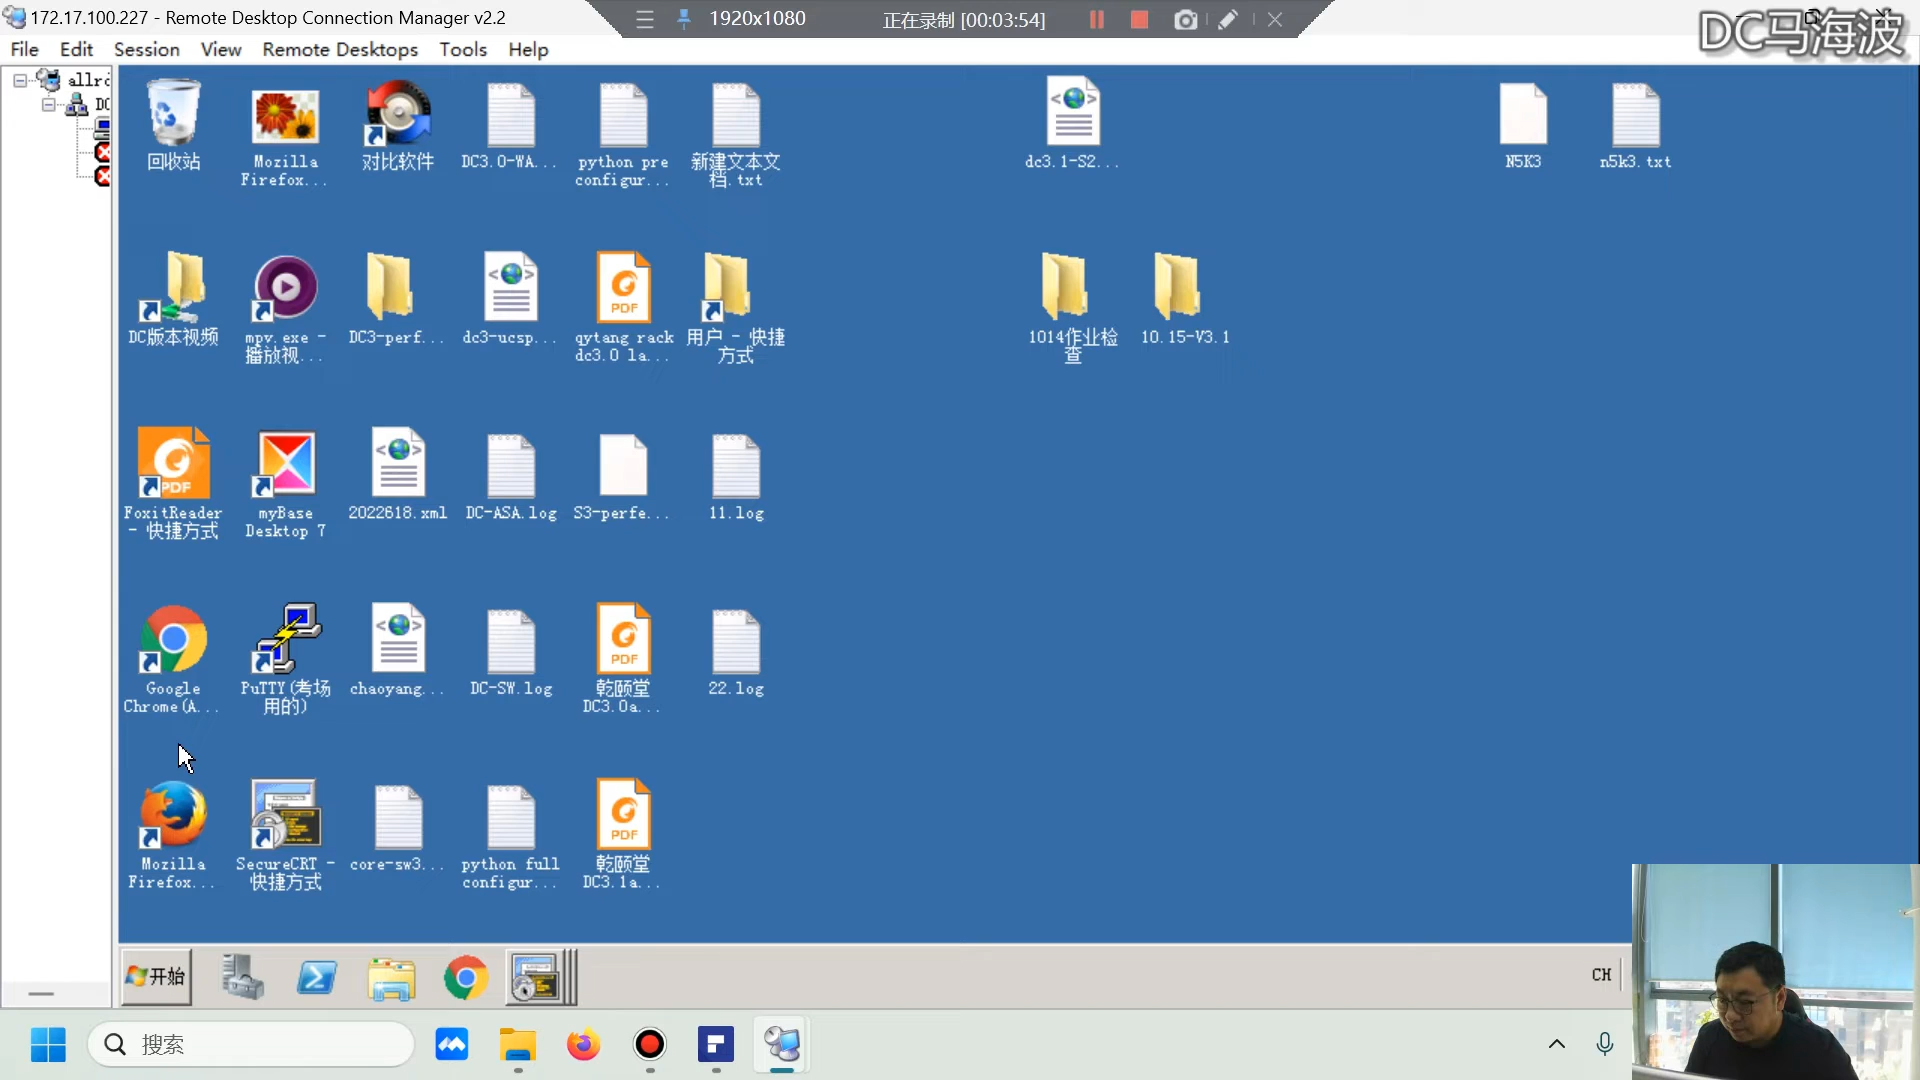 172.17.100.227 - Remote Desktop Connection Manager v2.2
1920x1080
正在录制 [00:03:54]
DC马海波
File Edit Session View Remote Desktops Tools Help
allr
DC
回收站
Mozilla
Firefox...
对比软件
DC3.0-WA...
python pre
configur...
新建文本文
档.txt
dc3.1-S2...
N5K3
n5k3.txt
DC版本视频
mpv.exe -
播放视...
DC3-perf...
dc3-ucsp...
qytang rack
dc3.0 la...
用户 - 快捷
方式
1014作业检
查
10.15-V3.1
PDF
FoxitReader
- 快捷方式
myBase
Desktop 7
2022618.xml
DC-ASA.log
S3-perfe...
11.log
PDF
Google
Chrome(A...
PuTTY(考场
用的)
chaoyang...
DC-SW.log
乾颐堂
DC3.0a...
22.log
PDF
Mozilla
Firefox...
SecureCRT -
快捷方式
core-sw3...
python full
configur...
乾颐堂
DC3.1a...
PDF
开始
CH
搜索